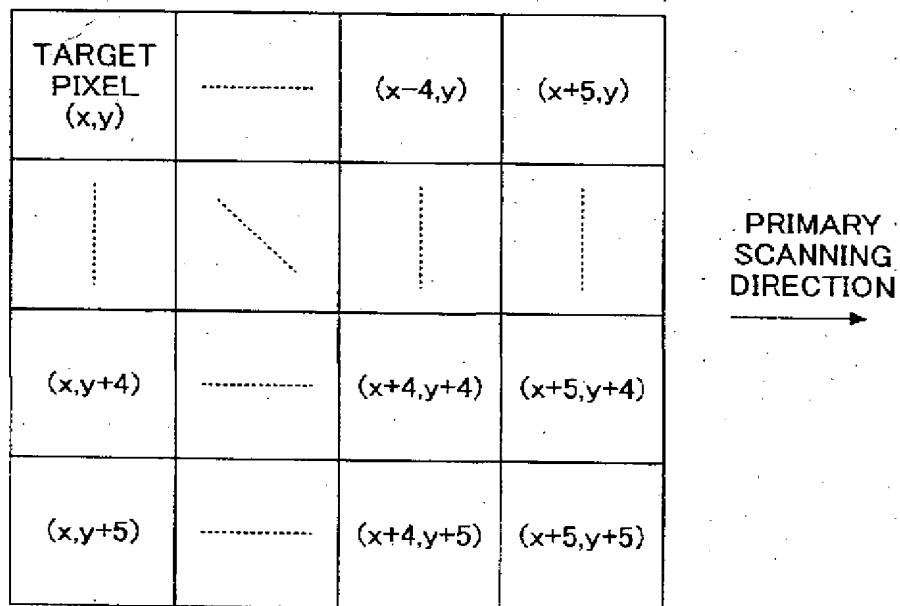 TARGET
PIXEL
(x,y)
(x−4,y)
(x+5,y)
PRIMARY
SCANNING
DIRECTION
(x,y+4)
(x+4,y+4)
(x+5,y+4)
(x,y+5)
(x+4,y+5)
(x+5,y+5)